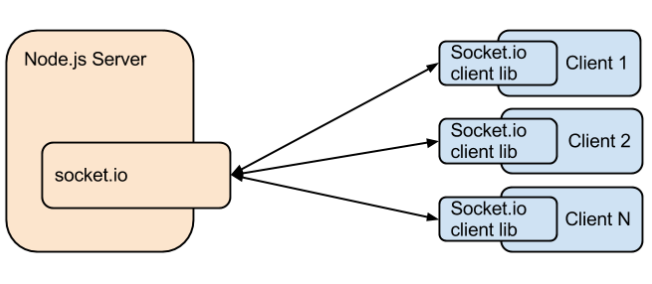 Node.js Server
socket.io
Socket.io
client lib
Client 1
Socket.io
client lib
Client 2
Socket.io
client lib
Client N